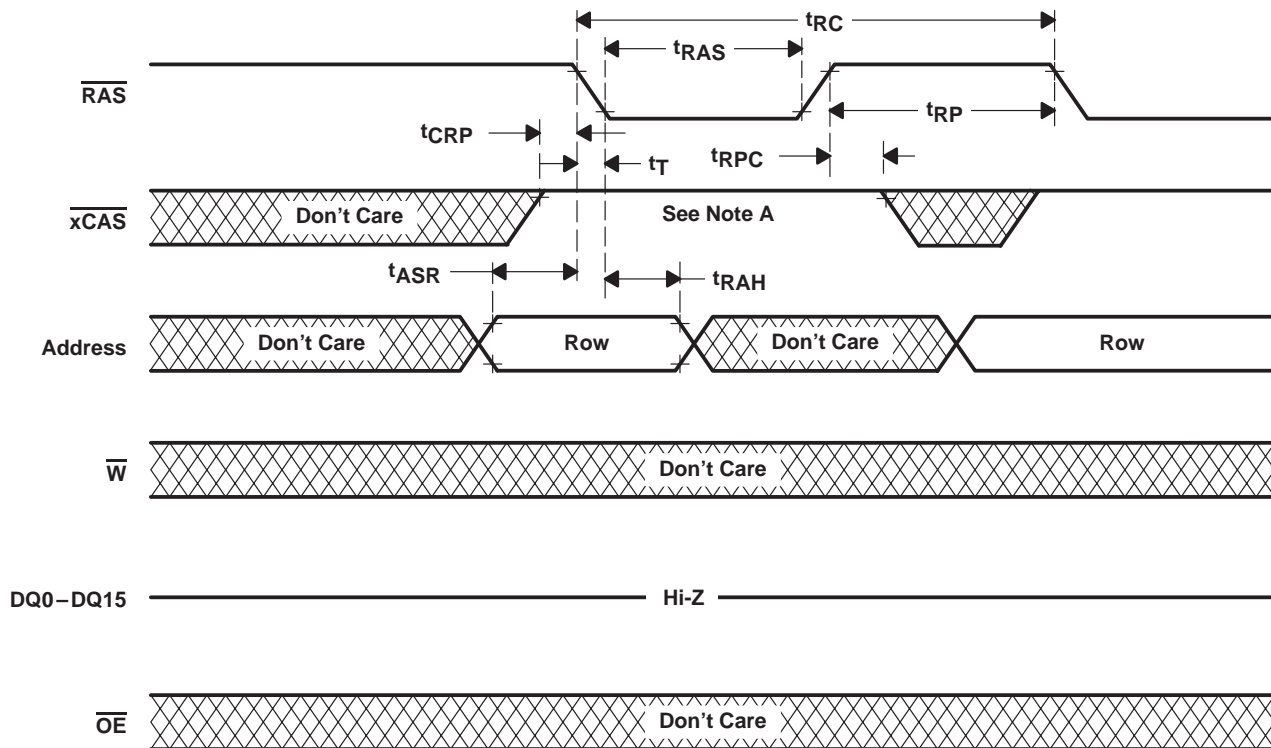 tRC
tRAS
RAS
tRP
tCRP
tRPC
tT
xCAS
Don't Care
See Note A
tASR
tRAH
Address
Don't Care
Row
Don't Care
Row
W
Don't Care
DQ0–DQ15
Hi-Z
OE
Don't Care